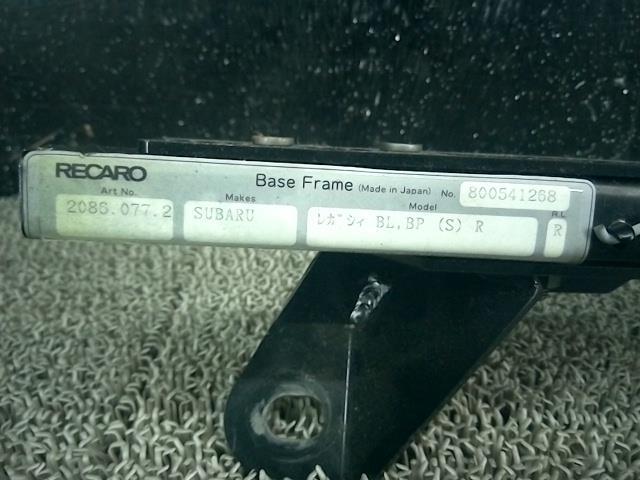 RECARO Base Frame (Made in Japan) No. 800541268
Art No. Makes Model R.L
2086.077.2 SUBARU レガシィ BL,BP (S) R R